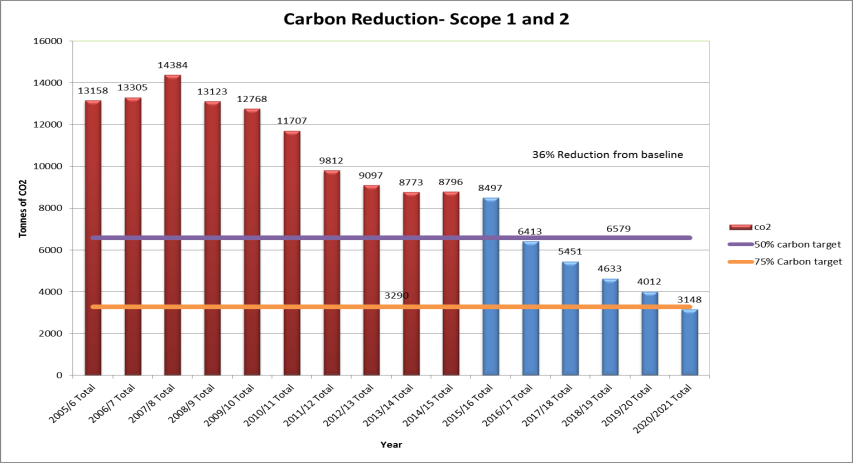 Carbon Reduction- Scope 1 and 2
16000
14000
12000
10000
8000
6000
4000
2000
0
Tonnes of CO2
13158
13305
14384
13123
12768
11707
9812
9097
8773
8796
8497
6413
5451
4633
4012
3148
36% Reduction from baseline
6579
3290
co2
50% carbon target
75% Carbon target
2005/6 Total
2006/7 Total
2007/8 Total
2008/9 Total
2009/10 Total
2010/11 Total
2011/12 Total
2012/13 Total
2013/14 Total
2014/15 Total
2015/16 Total
2016/17 Total
2017/18 Total
2018/19 Total
2019/20 Total
2020/2021 Total
Year